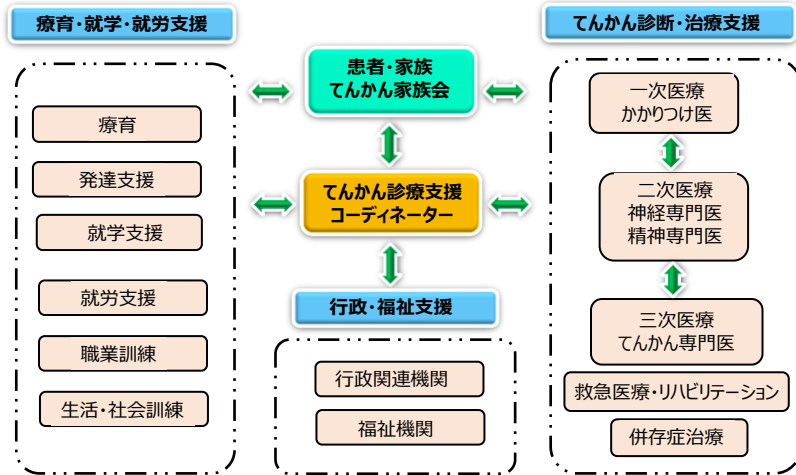 療育・就学・就労支援
療育
発達支援
就学支援
就労支援
職業訓練
生活・社会訓練
患者・家族
てんかん家族会
てんかん診療支援
コーディネーター
行政・福祉支援
行政関連機関
福祉機関
てんかん診断・治療支援
一次医療
かかりつけ医
二次医療
神経専門医
精神専門医
三次医療
てんかん専門医
救急医療・リハビリテーション
併存症治療